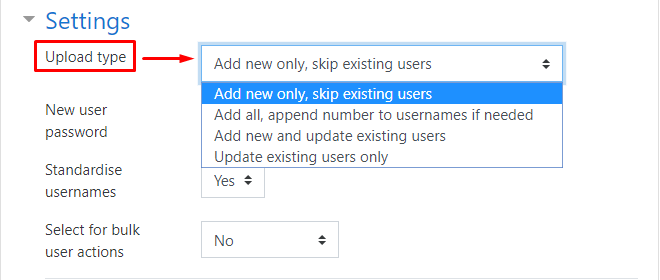 Settings
Upload type
Add new only, skip existing users
Add new only, skip existing users
Add all, append number to usernames if needed
Add new and update existing users
Update existing users only
New user
password
Standardise
usernames
Yes
Select for bulk
user actions
No